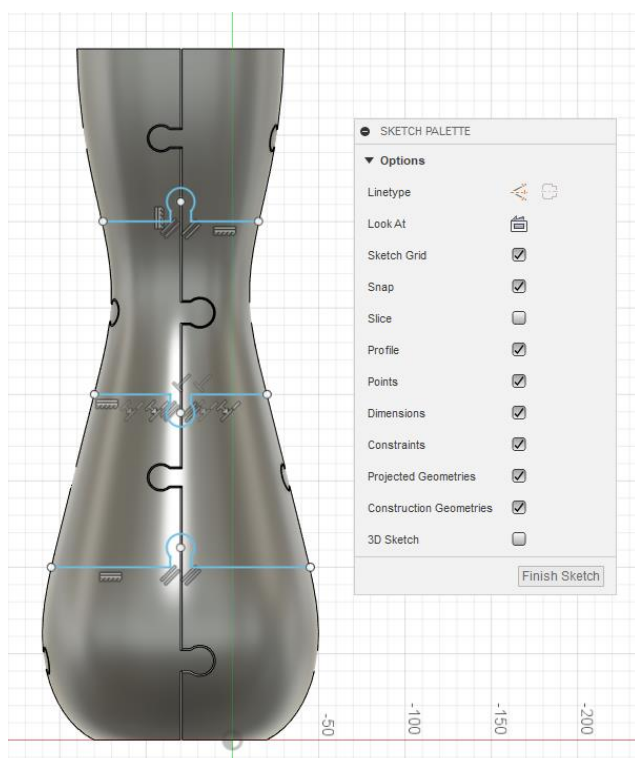 SKETCH PALETTE
Options
Linetype
Look At
Sketch Grid
Snap
Slice
Profile
Points
Dimensions
Constraints
Projected Geometries
Construction Geometries
3D Sketch
Finish Sketch
-50
-100
-150
-200